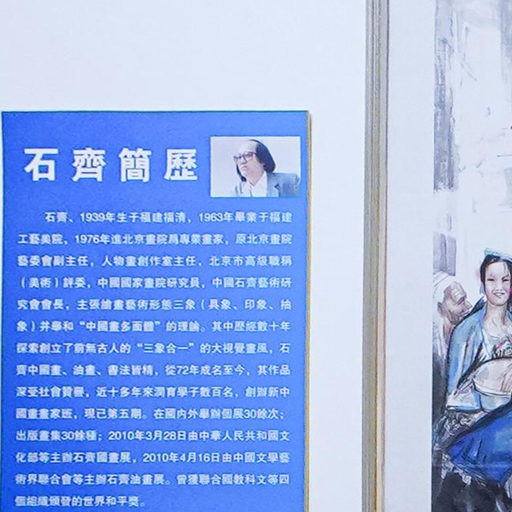 石齊簡歷
石齊、1939年生于福建福清，1963年畢業于福建
工藝美院，1976年進北京畫院爲專業畫家，原北京畫院
藝委會副主任，人物畫創作室主任、北京市高級職稱
（美術）評委，中國國家畫院研究員，中國石齊藝術研
究會會長，主張繪畫藝術形態三象（具象、印象、抽
象）并舉和“中國畫多面體”的理論。其中歷經數十年
探索創立了前無古人的“三象合一”的大視覺畫風，石
齊中國畫、油畫、書法皆精，從72年成名至今，其作品
深受社會贊譽，近十多年來潤育學子數百名，創辦新中
國畫畫家班，現已第五期。在國内外舉辦個展30餘次；
出版畫集30餘種；2010年3月28日由中華人民共和國文
化部等主辦石齊國畫展，2010年4月16日由中國文學藝
術界聯合會等主辦石齊油畫展。曾獲聯合國教科文等四
個組織頒發的世界和平獎。